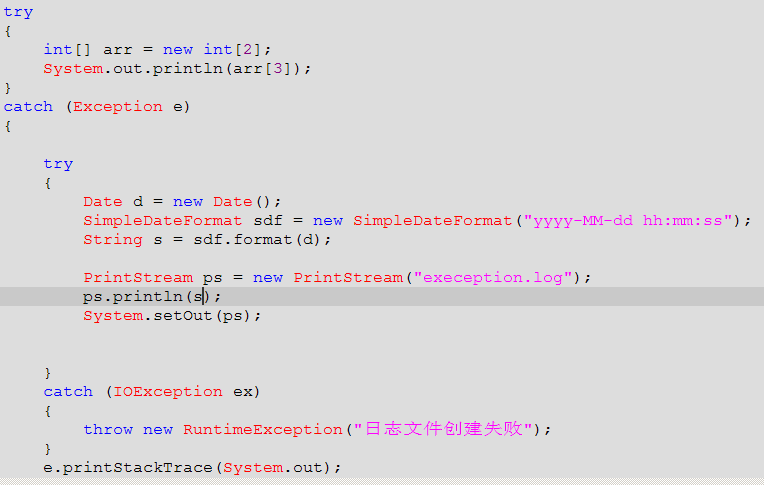 try
{
    int[] arr = new int[2];
    System.out.println(arr[3]);
}
catch (Exception e)
{
    try
    {
        Date d = new Date();
        SimpleDateFormat sdf = new SimpleDateFormat("yyyy-MM-dd hh:mm:ss");
        String s = sdf.format(d);
        PrintStream ps = new PrintStream("exeception.log");
        ps.println(s);
        System.setOut(ps);
    }
    catch (IOException ex)
    {
        throw new RuntimeException("日志文件创建失败");
    }
    e.printStackTrace(System.out);